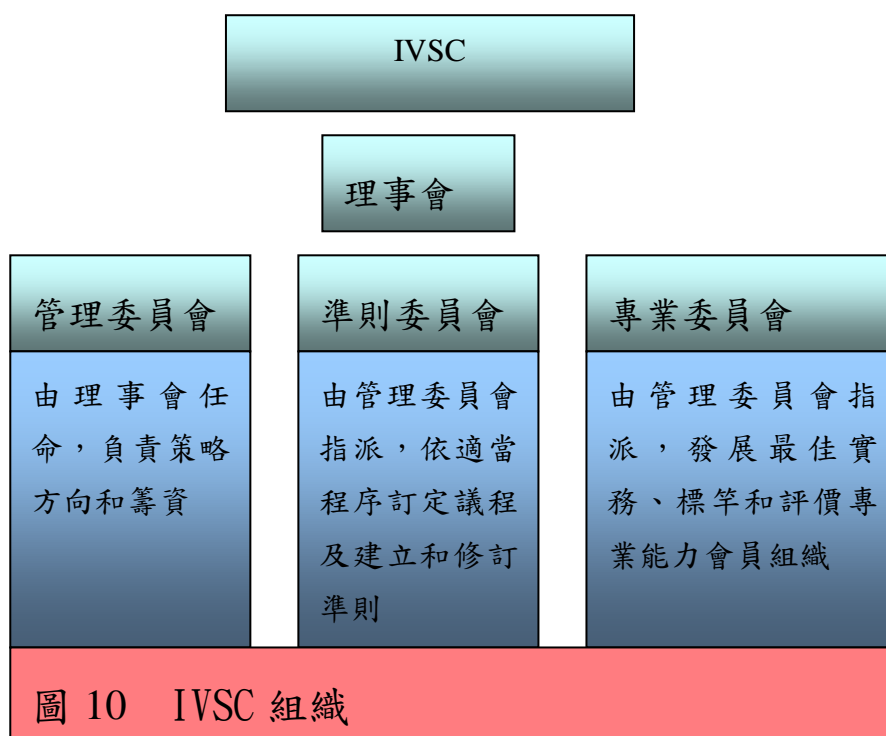 IVSC
理事會
管理委員會
由理事會任
命，負責策略
方向和籌資
準則委員會
由管理委員會
指派，依適當
程序訂定議程
及建立和修訂
準則
專業委員會
由管理委員會指
派，發展最佳實
務、標竿和評價專
業能力會員組織
圖 10 IVSC 組織